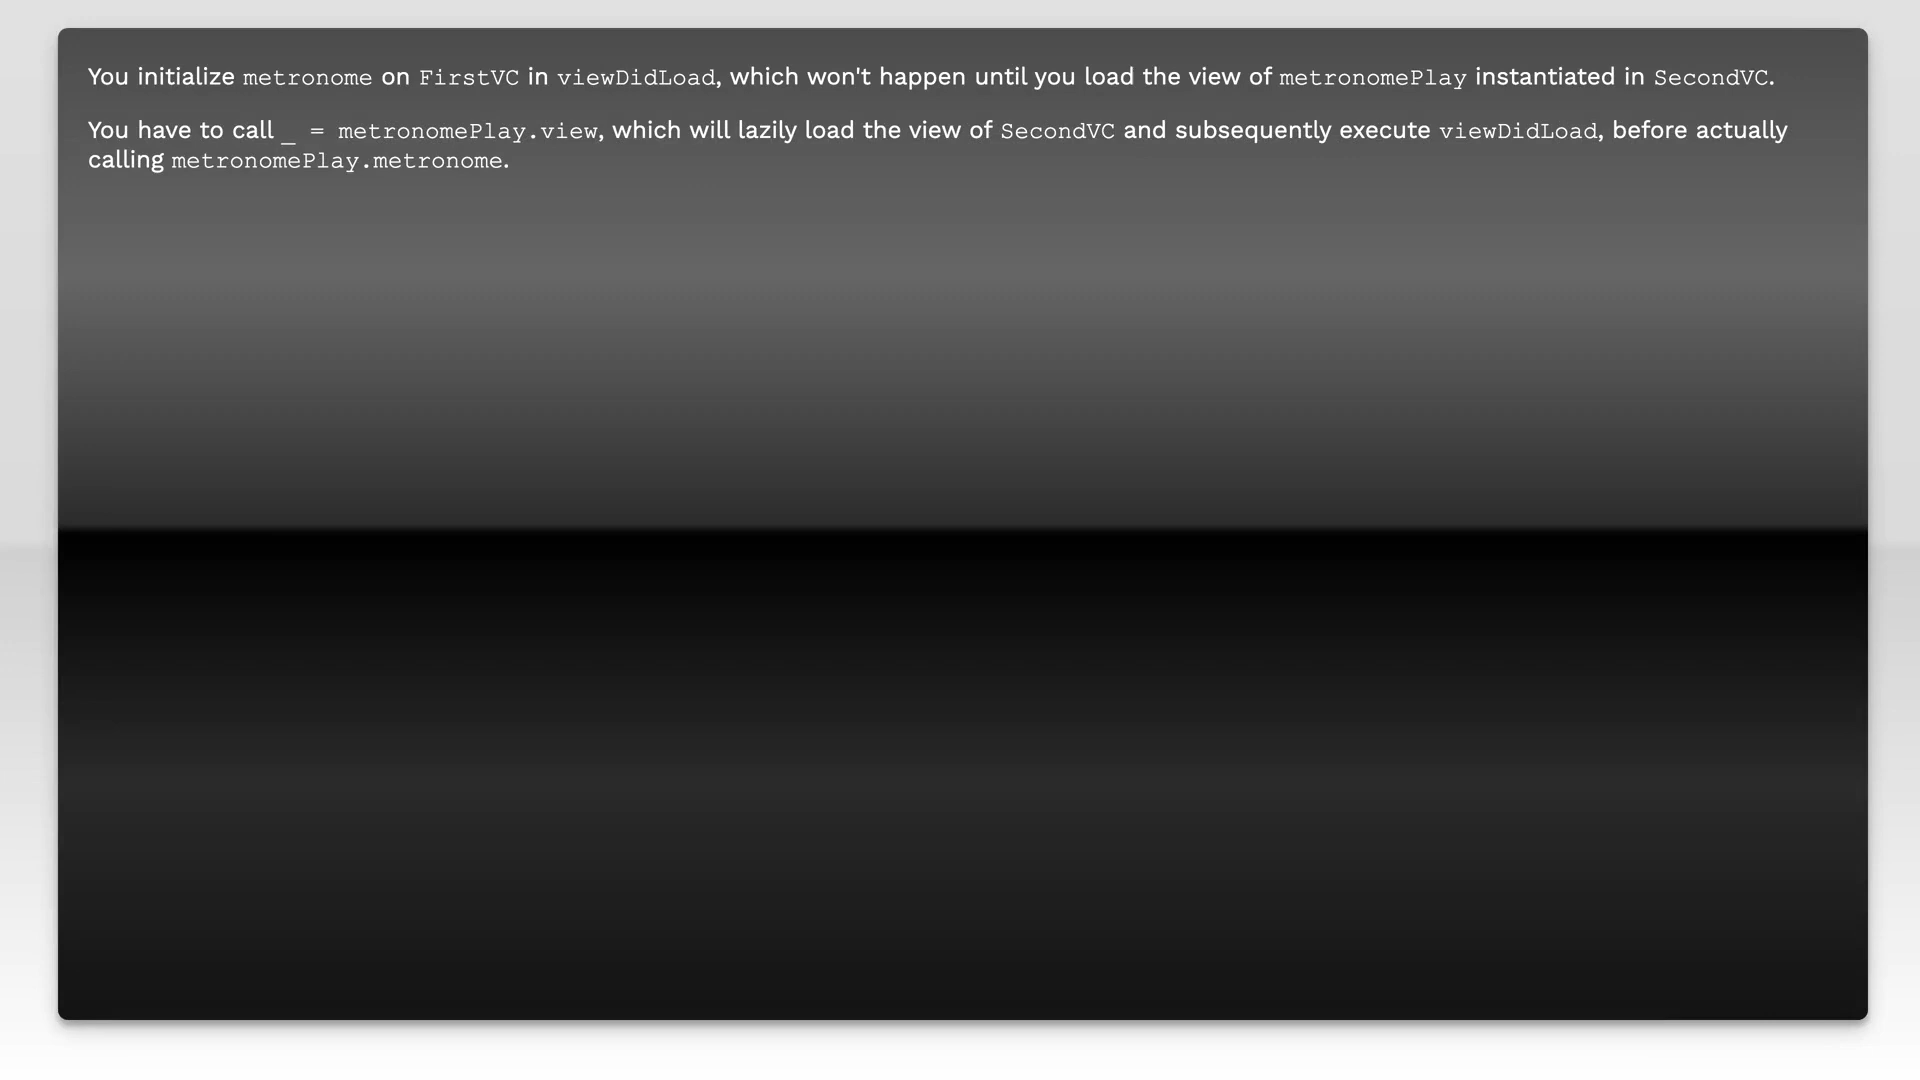 You initialize metronome on FirstVC in viewDidLoad, which won't happen until you load the view of metronomePlay instantiated in SecondVC.
You have to call _ = metronomePlay.view, which will lazily load the view of SecondVC and subsequently execute viewDidLoad, before actually
calling metronomePlay.metronome.